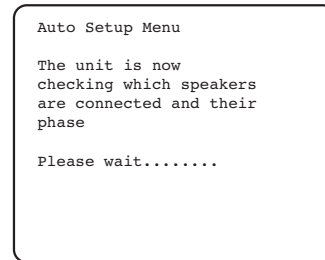 Auto Setup Menu
The unit is now
checking which speakers
are connected and their
phase
Please wait........